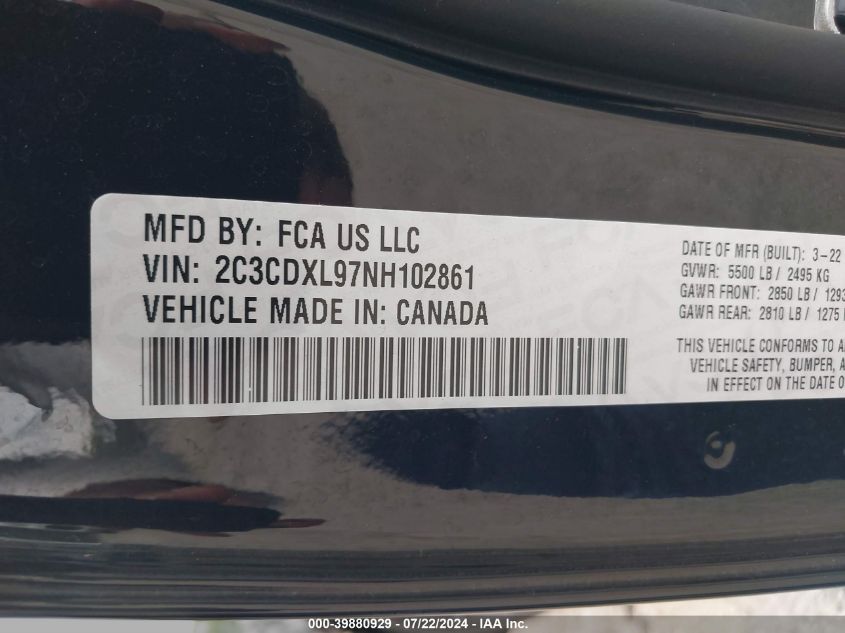 MFD BY: FCA US LLC
VIN: 2C3CDXL97NH102861
VEHICLE MADE IN: CANADA
DATE OF MFR (BUILT): 3-22
GVWR: 5500 LB / 2495 KG
GAWR FRONT: 2850 LB / 1293
GAWR REAR: 2810 LB / 1275
THIS VEHICLE CONFORMS TO
VEHICLE SAFETY, BUMPER,
IN EFFECT ON THE DATE
000-39880929 - 07/22/2024 - IAA Inc.